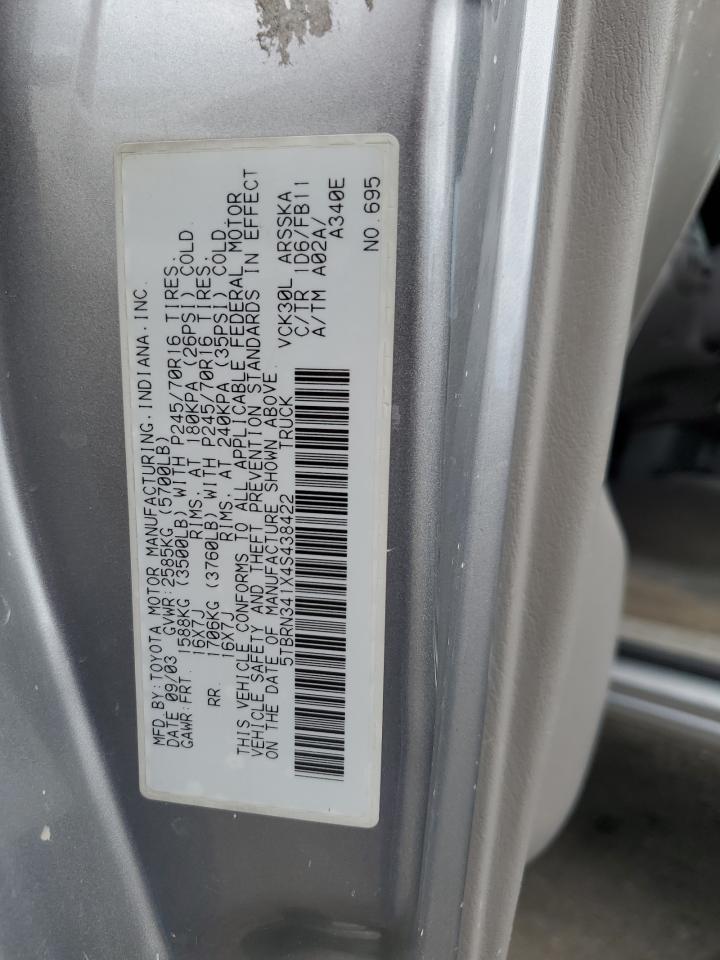 MFD.BY:TOYOTA MOTOR MANUFACTURING.INDIANA.INC.
DATE 09/03 GVWR:2585KG (5700LB)
GAWR:FRT. 1588KG (3500LB) WITH P245/70R16 TIRES.
16X7J RIMS. AT 180KPA (26PSI) COLD.
RR. 1706KG (3760LB) WITH P245/70R16 TIRES.
16X7J RIMS. AT 240KPA (35PSI) COLD.
THIS VEHICLE CONFORMS TO ALL APPLICABLE FEDERAL MOTOR
VEHICLE SAFETY AND THEFT PREVENTION STANDARDS IN EFFECT
ON THE DATE OF MANUFACTURE SHOWN ABOVE.
5TBRN341X4S438422 TRUCK
VCK30L ARSSKA
C/TR 1D6/FB11
A/TM A02A/
A340E
NO.695